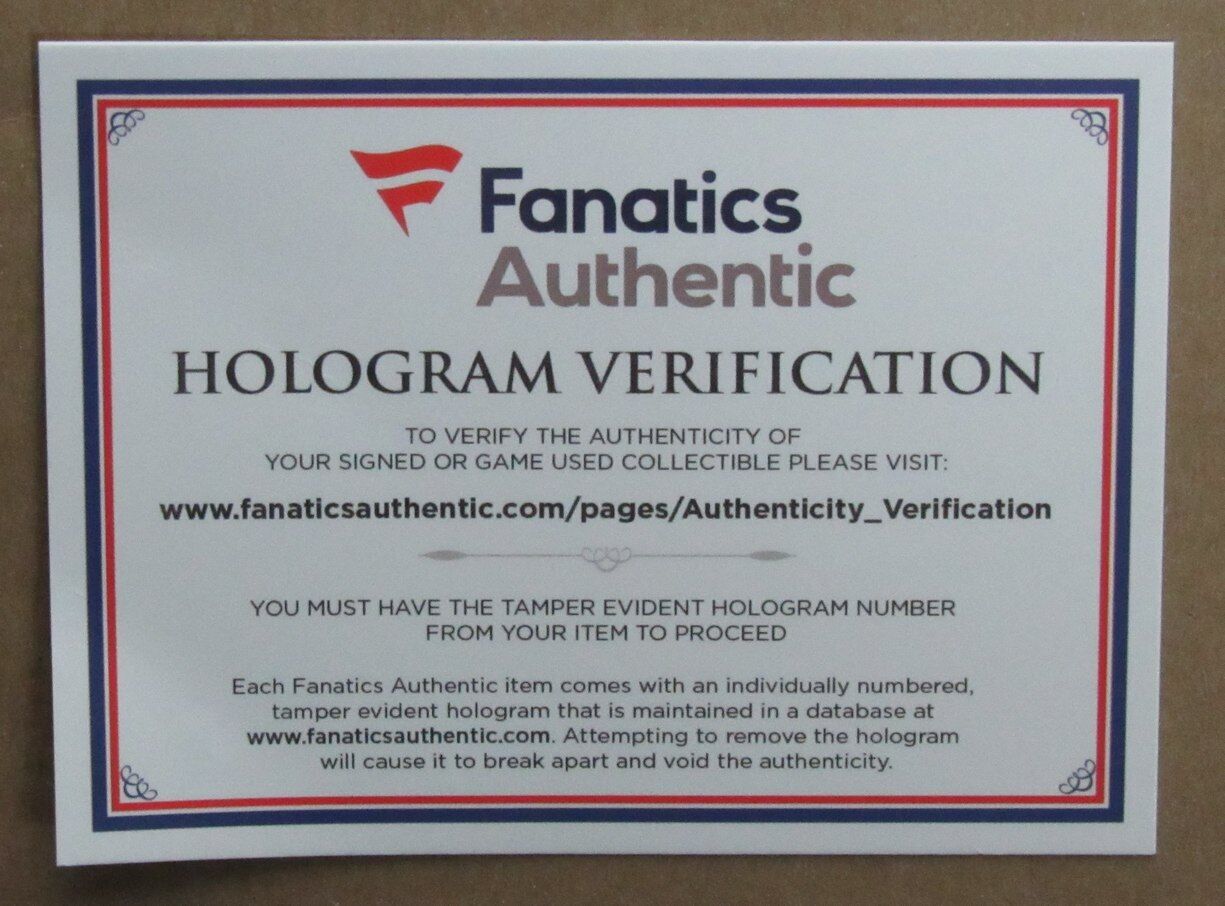 Fanatics
Authentic
HOLOGRAM VERIFICATION
TO VERIFY THE AUTHENTICITY OF
YOUR SIGNED OR GAME USED COLLECTIBLE PLEASE VISIT:
www.fanaticsauthentic.com/pages/Authenticity_Verification
YOU MUST HAVE THE TAMPER EVIDENT HOLOGRAM NUMBER
FROM YOUR ITEM TO PROCEED
Each Fanatics Authentic item comes with an individually numbered,
tamper evident hologram that is maintained in a database at
www.fanaticsauthentic.com. Attempting to remove the hologram
will cause it to break apart and void the authenticity.